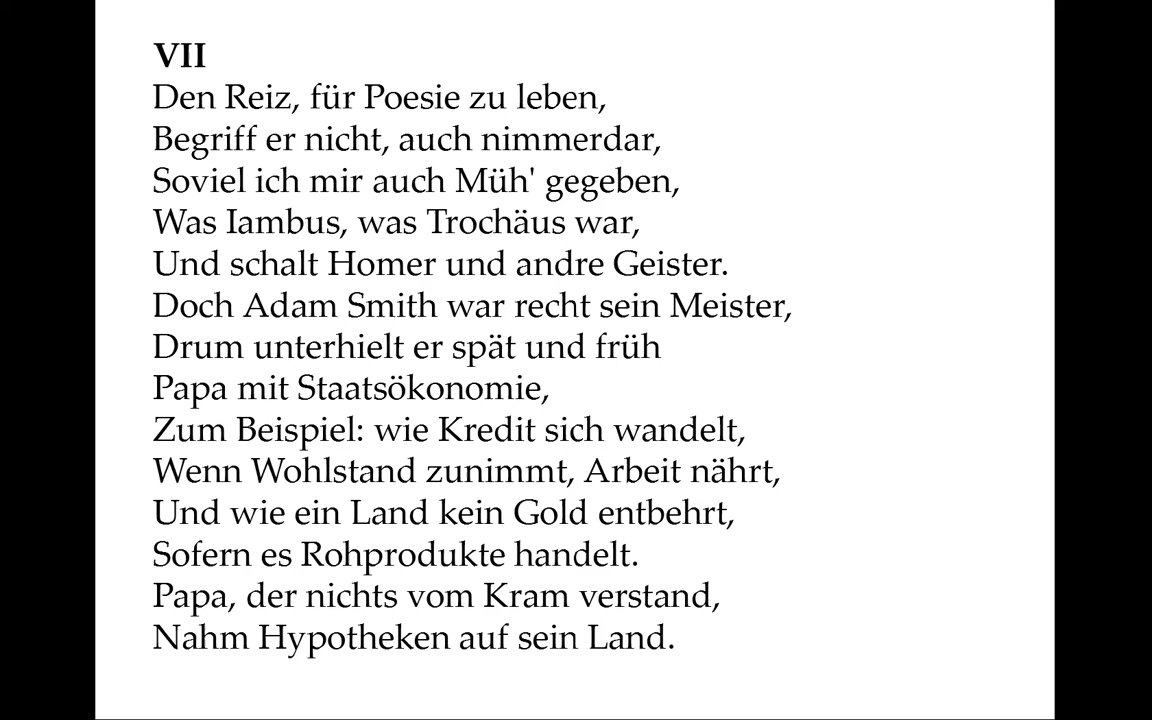 VII
Den Reiz, für Poesie zu leben,
Begriff er nicht, auch nimmerdar,
Soviel ich mir auch Müh' gegeben,
Was Iambus, was Trochäus war,
Und schalt Homer und andre Geister.
Doch Adam Smith war recht sein Meister,
Drum unterhielt er spät und früh
Papa mit Staatsökonomie,
Zum Beispiel: wie Kredit sich wandelt,
Wenn Wohlstand zunimmt, Arbeit nährt,
Und wie ein Land kein Gold entbehrt,
Sofern es Rohprodukte handelt.
Papa, der nichts vom Kram verstand,
Nahm Hypotheken auf sein Land.